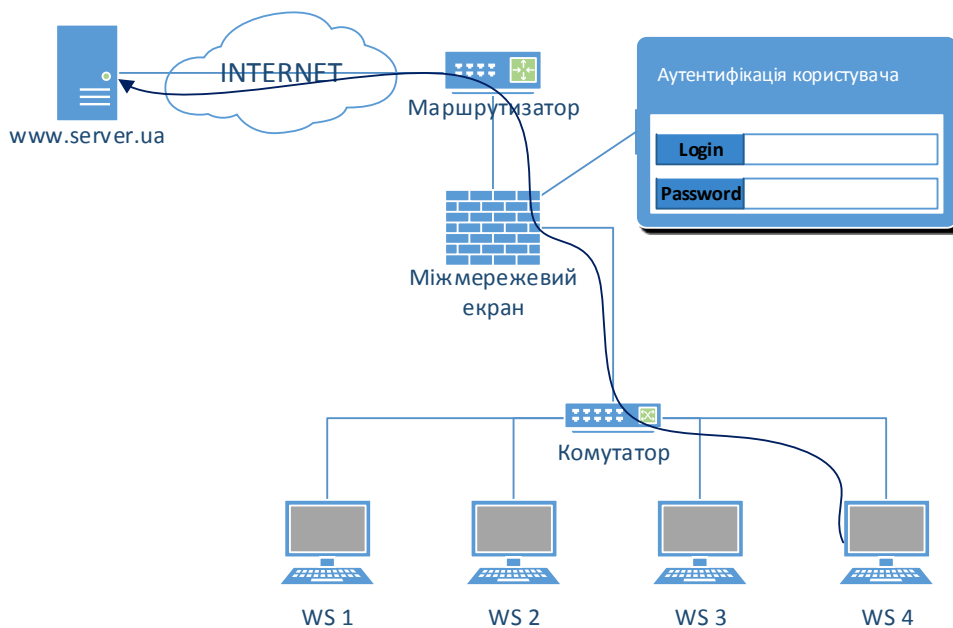 INTERNET
www.server.ua
Маршрутизатор
Аутентифікація користувача
Login
Password
Міжмережевий
екран
Комутатор
WS 1
WS 2
WS 3
WS 4